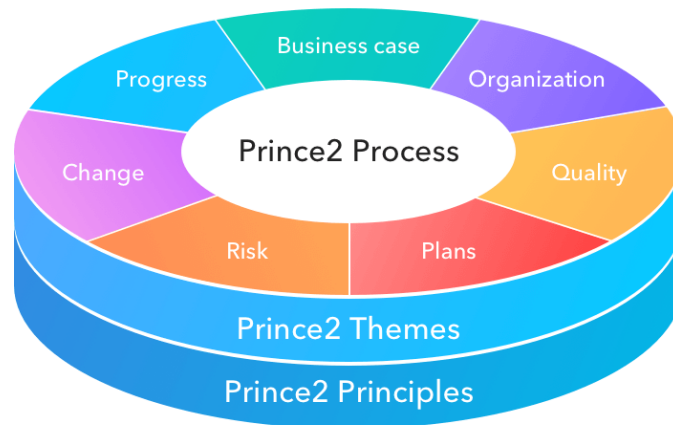 Business case
Progress
Organization
Prince2 Process
Change
Quality
Risk
Plans
Prince2 Themes
Prince2 Principles